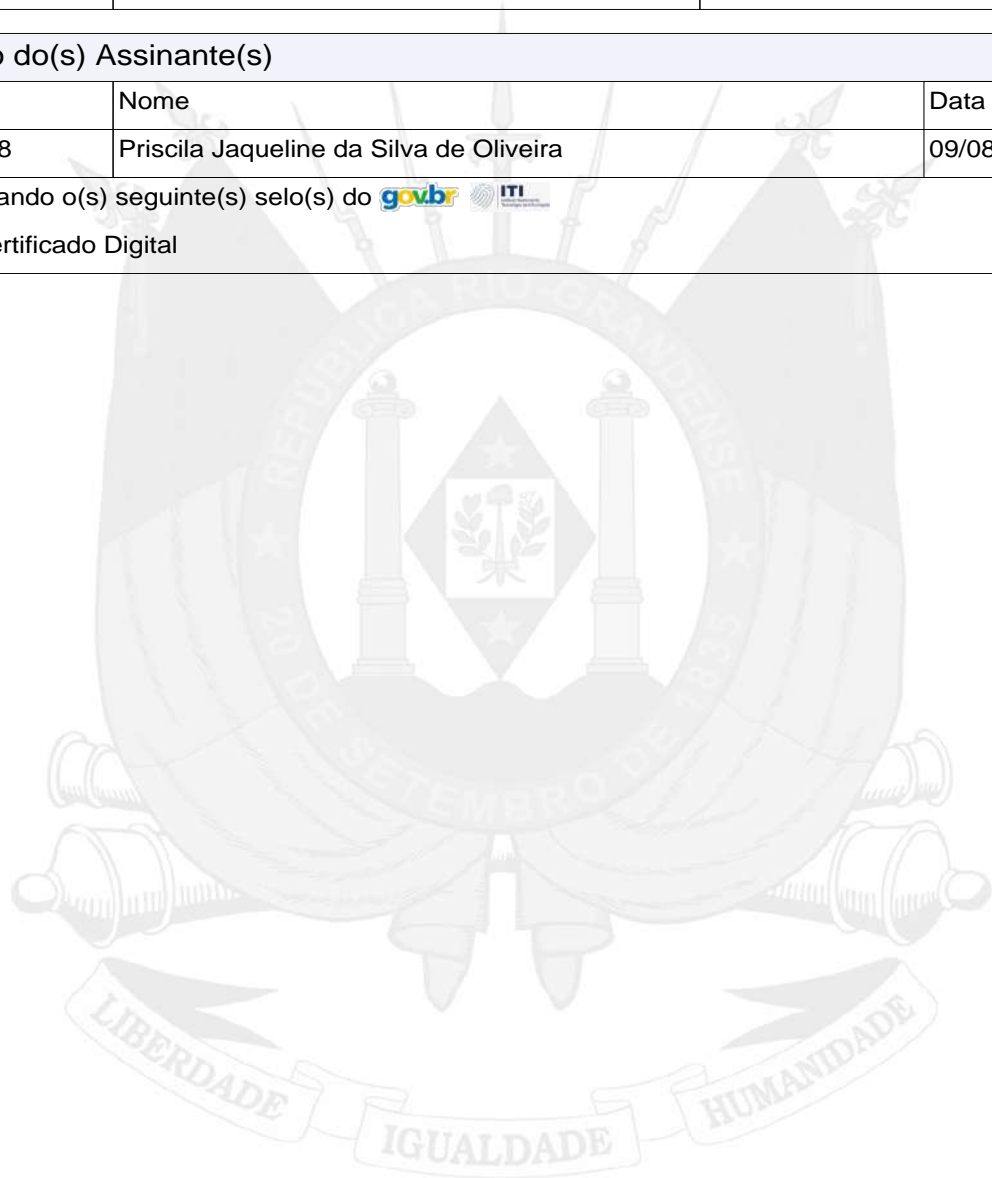 o do(s) Assinante(s)
Nome
Data
8
Priscila Jaqueline da Silva de Oliveira
09/08
ando o(s) seguinte(s) selo(s) do gov.br ITI
ertificado Digital
REPÚBLICA RIO-GRANDENSE
20 DE SETEMBRO DE 1835
LIBERDADE
IGUALDADE
HUMANIDADE